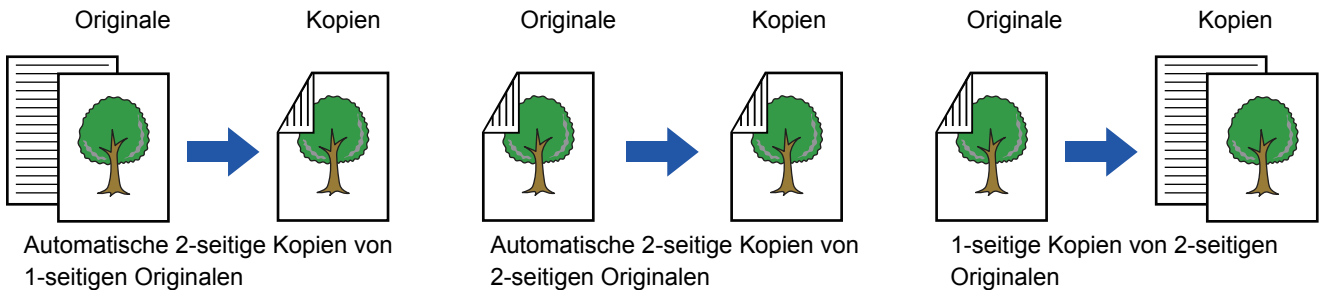 Originale Kopien Originale Kopien Originale Kopien
Automatische 2-seitige Kopien von
1-seitigen Originalen
Automatische 2-seitige Kopien von
2-seitigen Originalen
1-seitige Kopien von 2-seitigen
Originalen